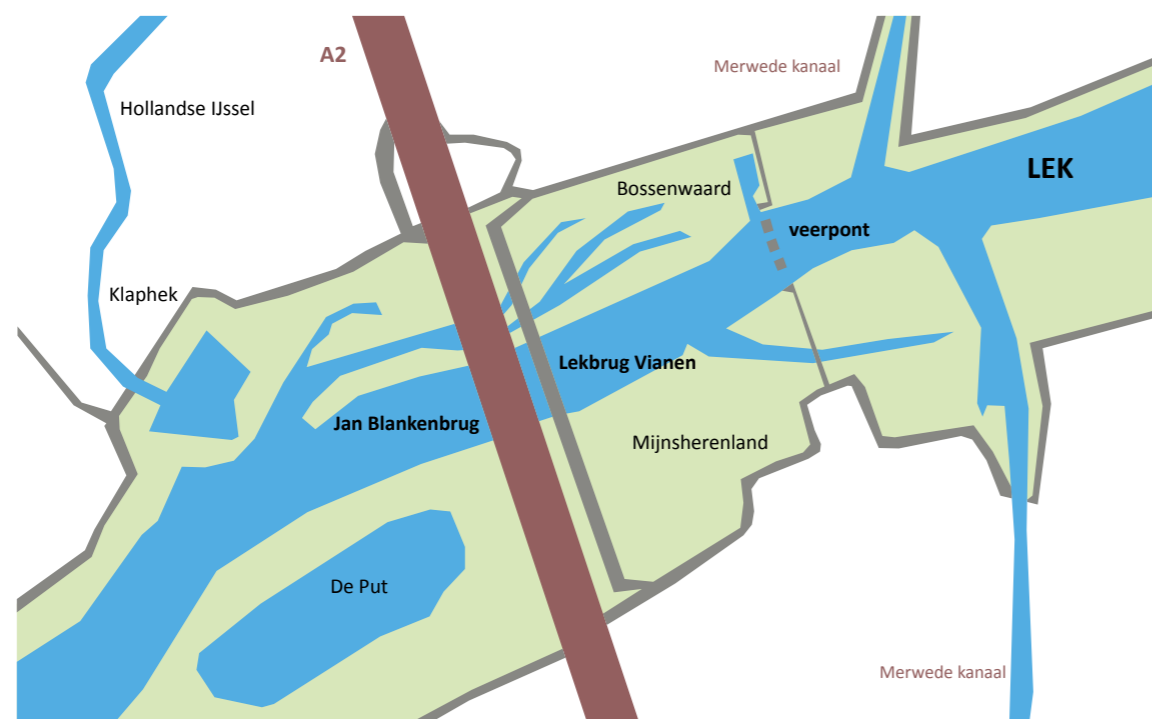 A2
Merwede kanaal
Hollandse IJssel
LEK
Bossenwaard
veerpont
Klaphek
Lekbrug Vianen
Jan Blankenbrug
Mijnsherenland
De Put
Merwede kanaal